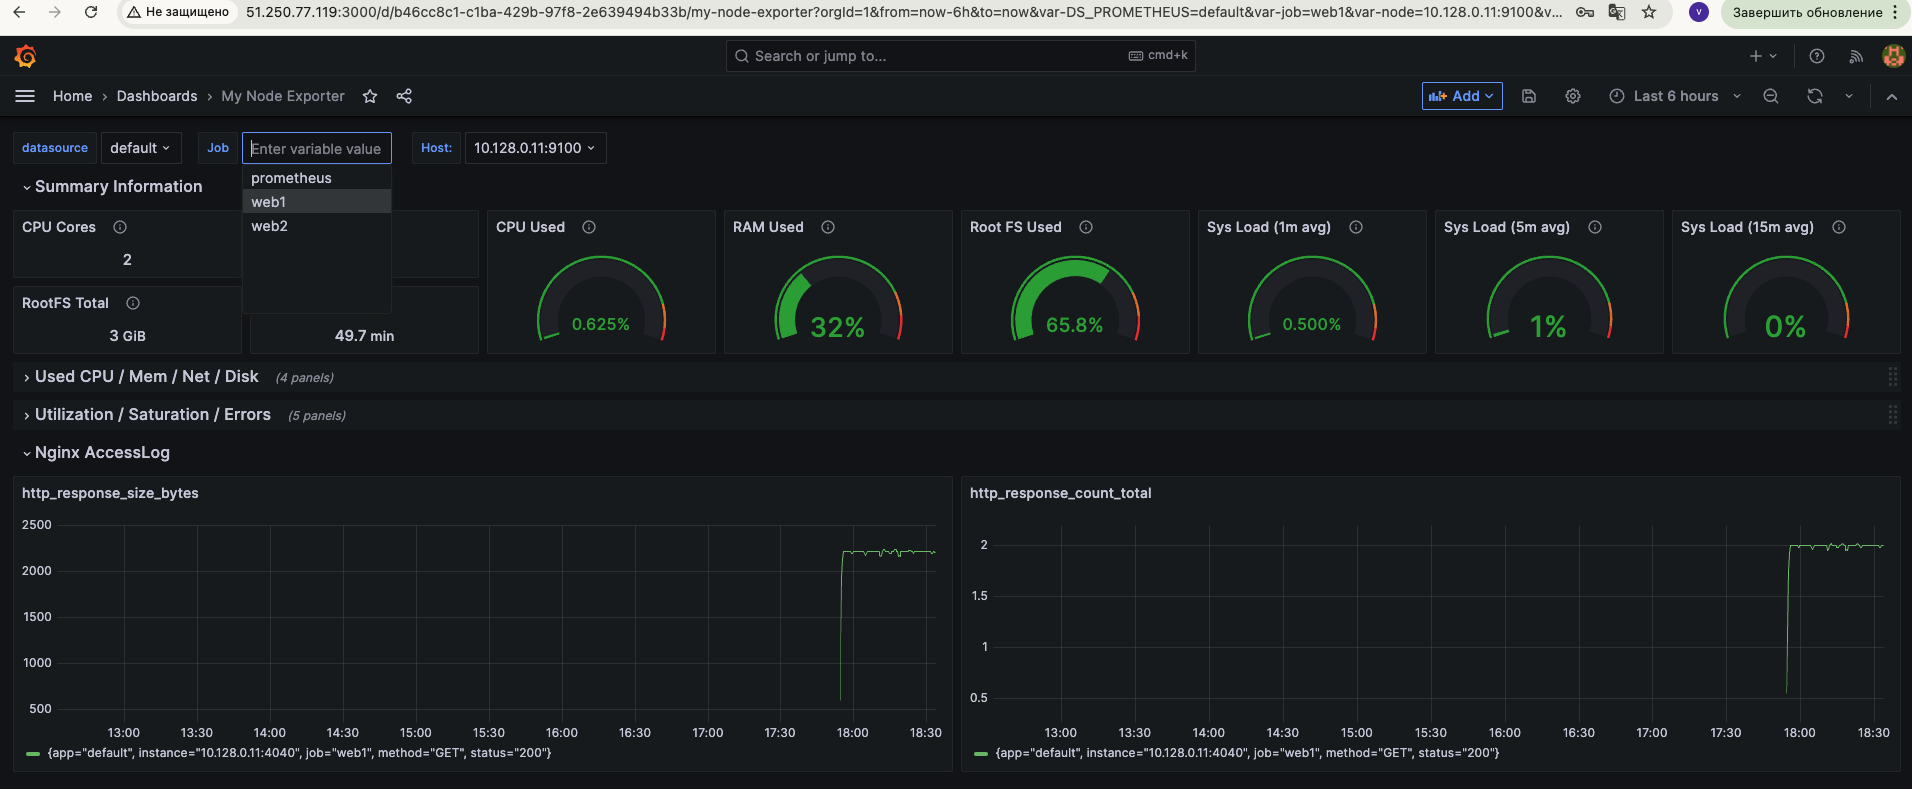 Не защищено
51.250.77.119:3000/d/b46cc8c1-c1ba-429b-97f8-2e639494b33b/my-node-exporter?orgId=1&from=now-6h&to=now&var-DS_PROMETHEUS=default&var-job=web1&var-node=10.128.0.11:9100&v...
V
Завершить обновление
Search or jump to...
cmd+k
Home › Dashboards › My Node Exporter
Add
Last 6 hours
datasource
default
Job
Enter variable value
Host:
10.128.0.11:9100
prometheus
web1
web2
Summary Information
CPU Cores
2
RootFS Total
3 GiB
49.7 min
CPU Used
0.625%
RAM Used
32%
Root FS Used
65.8%
Sys Load (1m avg)
0.500%
Sys Load (5m avg)
1%
Sys Load (15m avg)
0%
Used CPU / Mem / Net / Disk (4 panels)
Utilization / Saturation / Errors (5 panels)
Nginx AccessLog
http_response_size_bytes
2500
2000
1500
1000
500
13:00 13:30 14:00 14:30 15:00 15:30 16:00 16:30 17:00 17:30 18:00 18:30
{app="default", instance="10.128.0.11:4040", job="web1", method="GET", status="200"}
http_response_count_total
2
1.5
1
0.5
13:00 13:30 14:00 14:30 15:00 15:30 16:00 16:30 17:00 17:30 18:00 18:30
{app="default", instance="10.128.0.11:4040", job="web1", method="GET", status="200"}